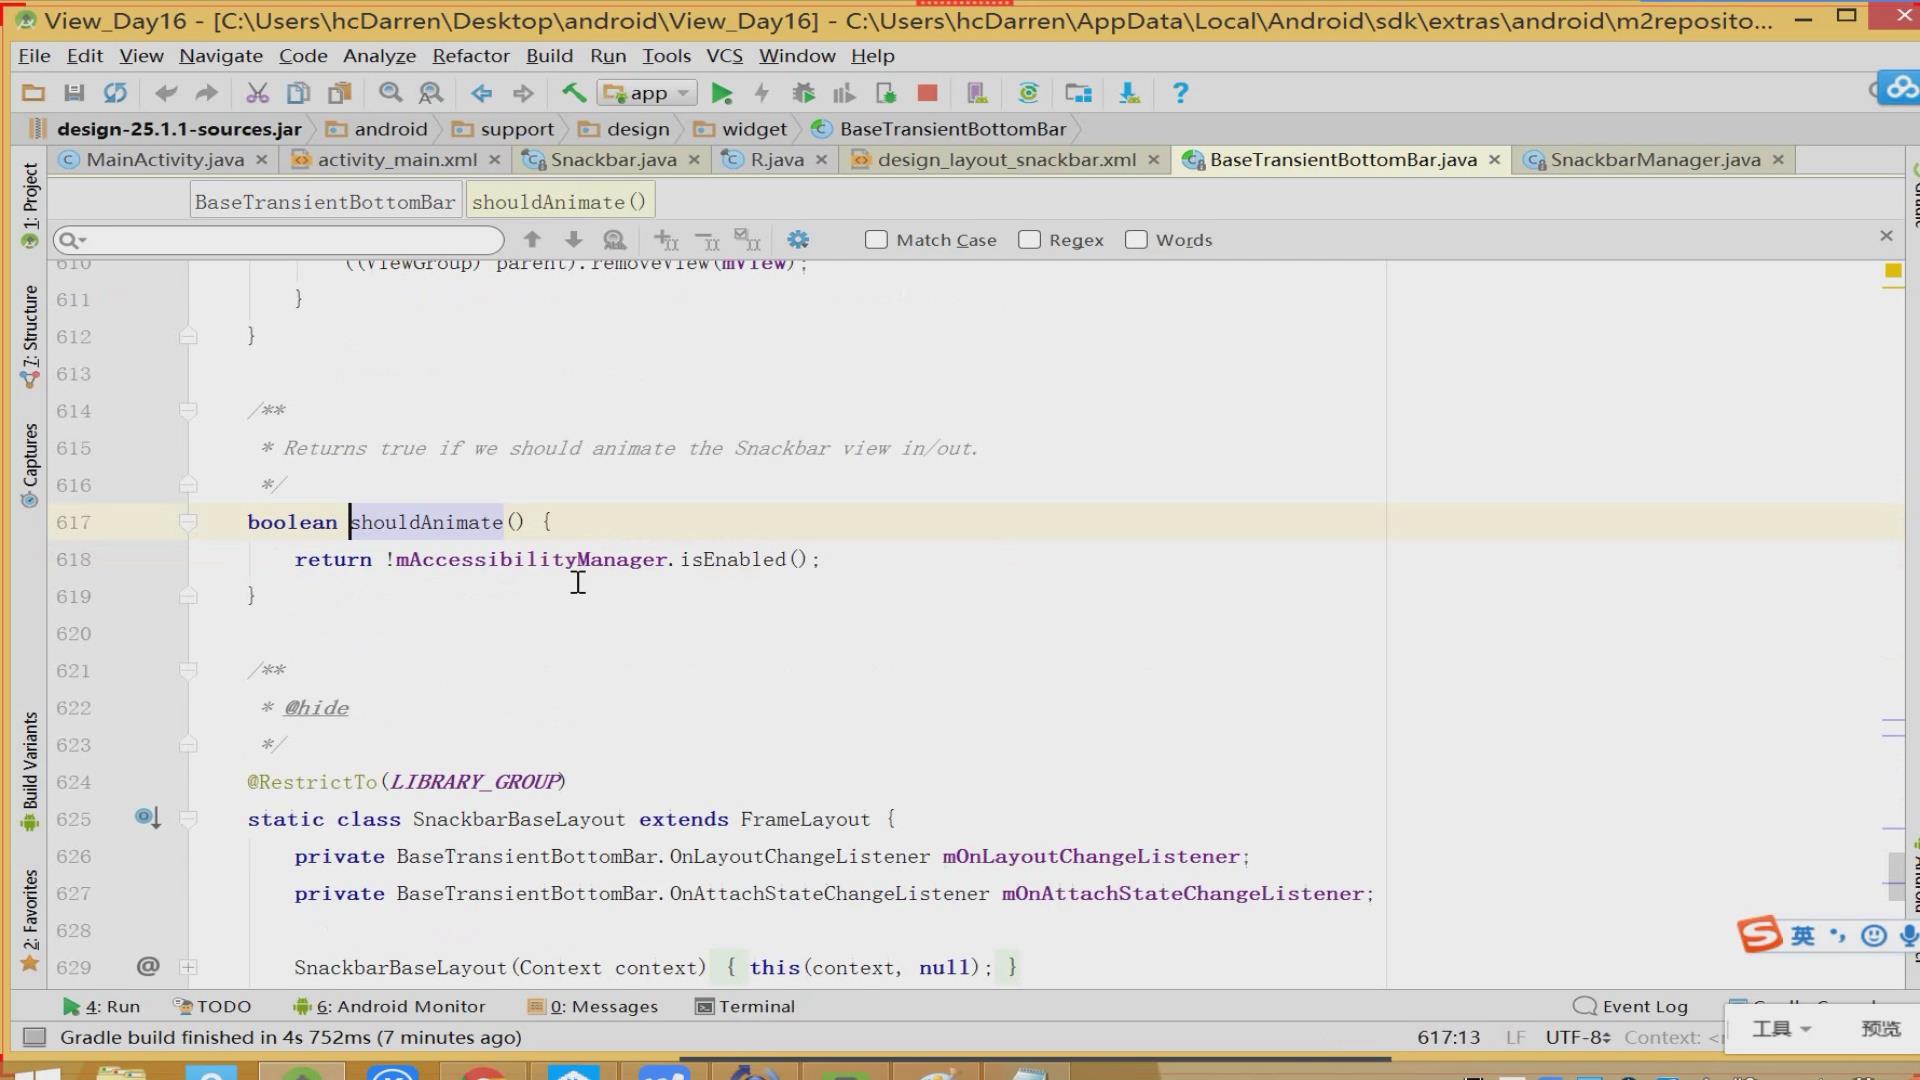 View_Day16 - [C:\Users\hcDarren\Desktop\android\View_Day16] - C:\Users\hcDarren\AppData\Local\Android\sdk\extras\android\m2reposito...
File Edit View Navigate Code Analyze Refactor Build Run Tools VCS Window Help
app
design-25.1.1-sources.jar android support design widget BaseTransientBottomBar
MainActivity.java activity_main.xml Snackbar.java R.java design_layout_snackbar.xml BaseTransientBottomBar.java SnackbarManager.java
BaseTransientBottomBar shouldAnimate()
Match Case Regex Words
1: Project
7: Structure
Captures
Build Variants
2: Favorites
610 ((ViewGroup) parent).removeView(mView);
611 }
612 }
613
614 /**
615 * Returns true if we should animate the Snackbar view in/out.
616 */
617 boolean shouldAnimate() {
618 return !mAccessibilityManager.isEnabled();
619 }
620
621 /**
622 * @hide
623 */
624 @RestrictTo(LIBRARY_GROUP)
625 static class SnackbarBaseLayout extends FrameLayout {
626 private BaseTransientBottomBar.OnLayoutChangeListener mOnLayoutChangeListener;
627 private BaseTransientBottomBar.OnAttachStateChangeListener mOnAttachStateChangeListener;
628
629 @ SnackbarBaseLayout(Context context) { this(context, null); }
英
4: Run TODO 6: Android Monitor 0: Messages Terminal Event Log
Gradle build finished in 4s 752ms (7 minutes ago) 617:13 LF UTF-8 Context:
工具 预览